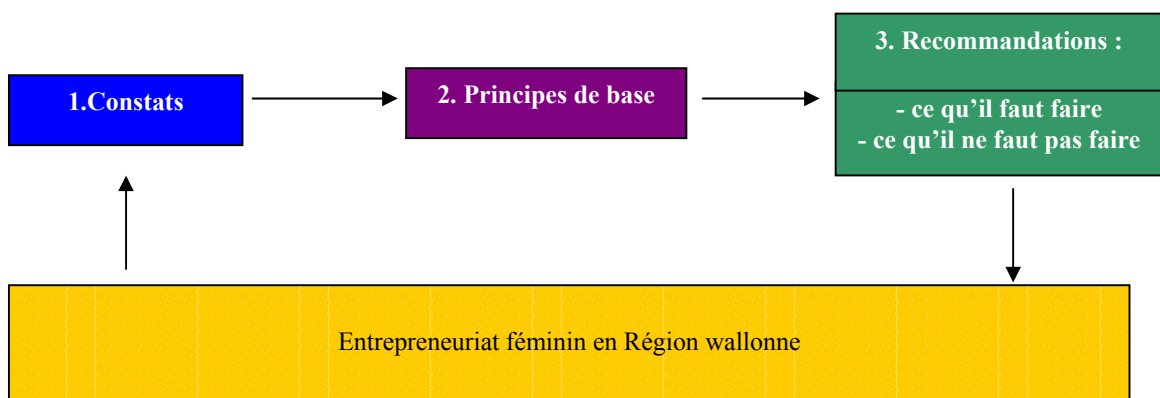 1.Constats
2. Principes de base
3. Recommandations :
- ce qu’il faut faire
- ce qu’il ne faut pas faire
Entrepreneuriat féminin en Région wallonne